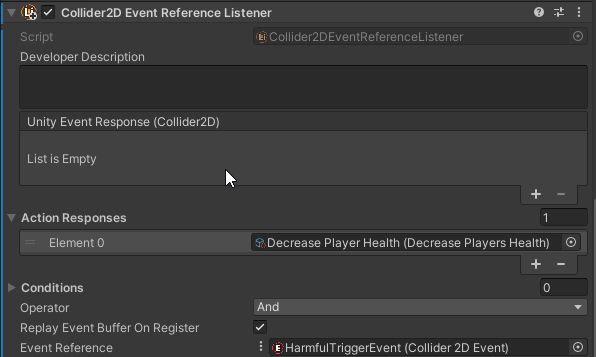 Collider2D Event Reference Listener
Script Collider2DEventReferenceListener
Developer Description
Unity Event Response (Collider2D)
List is Empty
Action Responses 1
Element 0 Decrease Player Health (Decrease Players Health)
Conditions 0
Operator And
Replay Event Buffer On Register
Event Reference HarmfulTriggerEvent (Collider 2D Event)